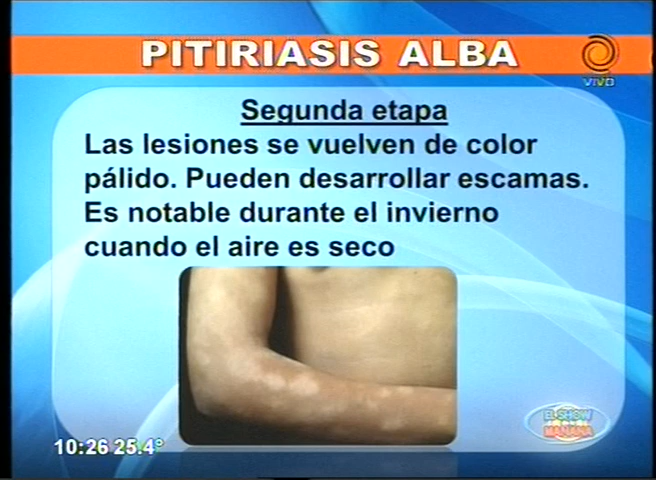 PITIRIASIS ALBA
VIVO
Segunda etapa
Las lesiones se vuelven de color
pálido. Pueden desarrollar escamas.
Es notable durante el invierno
cuando el aire es seco
EL SHOW
MAÑANA
10:26 25.4°